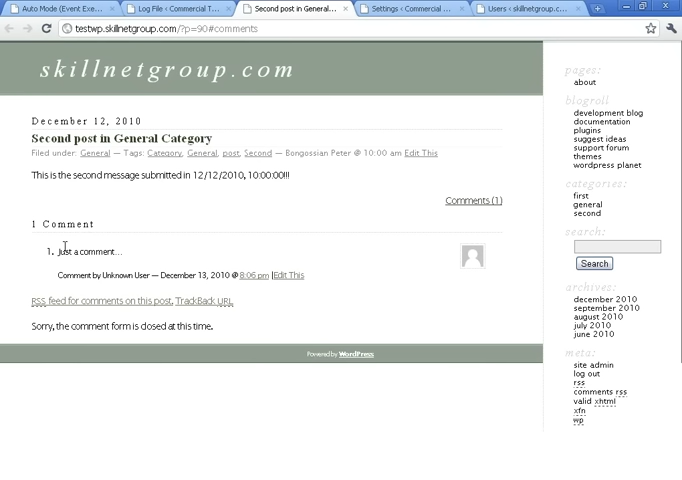 Auto Mode (Event Exe...
Log File ‹ Commercial T...
Second post in General...
Settings ‹ Commercial ...
Users ‹ skillnetgroup.c...
testwp.skillnetgroup.com/?p=90#comments
skillnetgroup.com
December 12, 2010
Second post in General Category
Filed under: General — Tags: Category, General, post, Second — Bongossian Peter @ 10:00 am Edit This
This is the second message submitted in 12/12/2010, 10:00:00!!!
Comments (1)
1 Comment
1. Just a comment...
Comment by Unknown User — December 13, 2010 @ 8:06 pm |Edit This
RSS feed for comments on this post. TrackBack URL
Sorry, the comment form is closed at this time.
Powered by WordPress
pages:
about
blogroll
development blog
documentation
plugins
suggest ideas
support forum
themes
wordpress planet
categories:
first
general
second
search:
Search
archives:
december 2010
september 2010
august 2010
july 2010
june 2010
meta:
site admin
log out
rss
comments rss
valid xhtml
xfn
wp